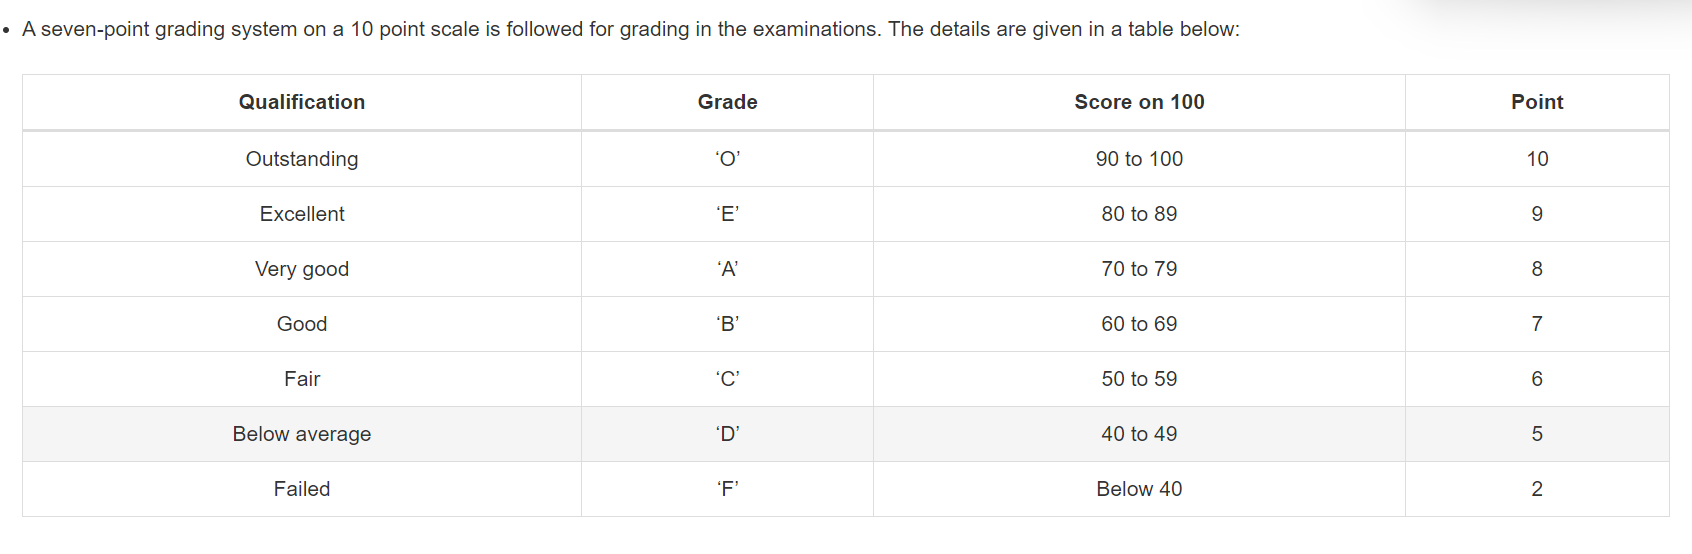 • A seven-point grading system on a 10 point scale is followed for grading in the examinations. The details are given in a table below:
Qualification Grade Score on 100 Point
Outstanding ‘O’ 90 to 100 10
Excellent ‘E’ 80 to 89 9
Very good ‘A’ 70 to 79 8
Good ‘B’ 60 to 69 7
Fair ‘C’ 50 to 59 6
Below average ‘D’ 40 to 49 5
Failed ‘F’ Below 40 2